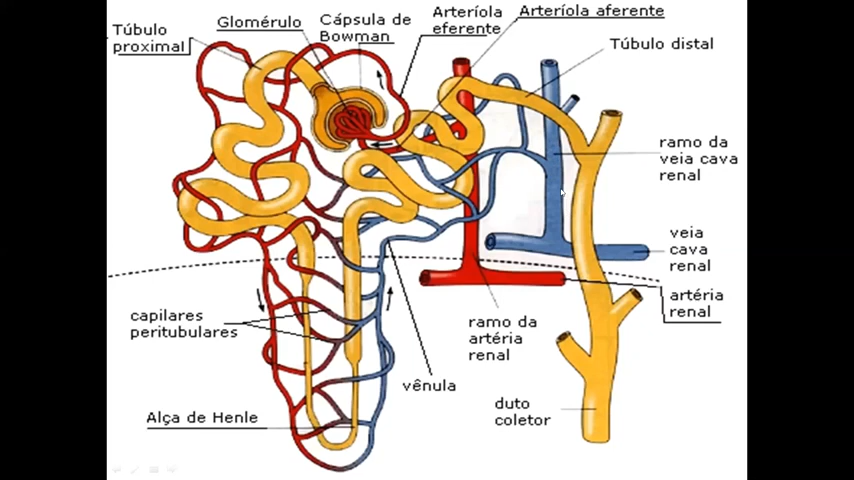 Túbulo
proximal
Glomérulo
Cápsula de
Bowman
Arteríola
eferente
Arteríola aferente
Túbulo distal
ramo da
veia cava
renal
veia
cava
renal
artéria
renal
capilares
peritubulares
ramo da
artéria
renal
vênula
Alça de Henle
duto
coletor